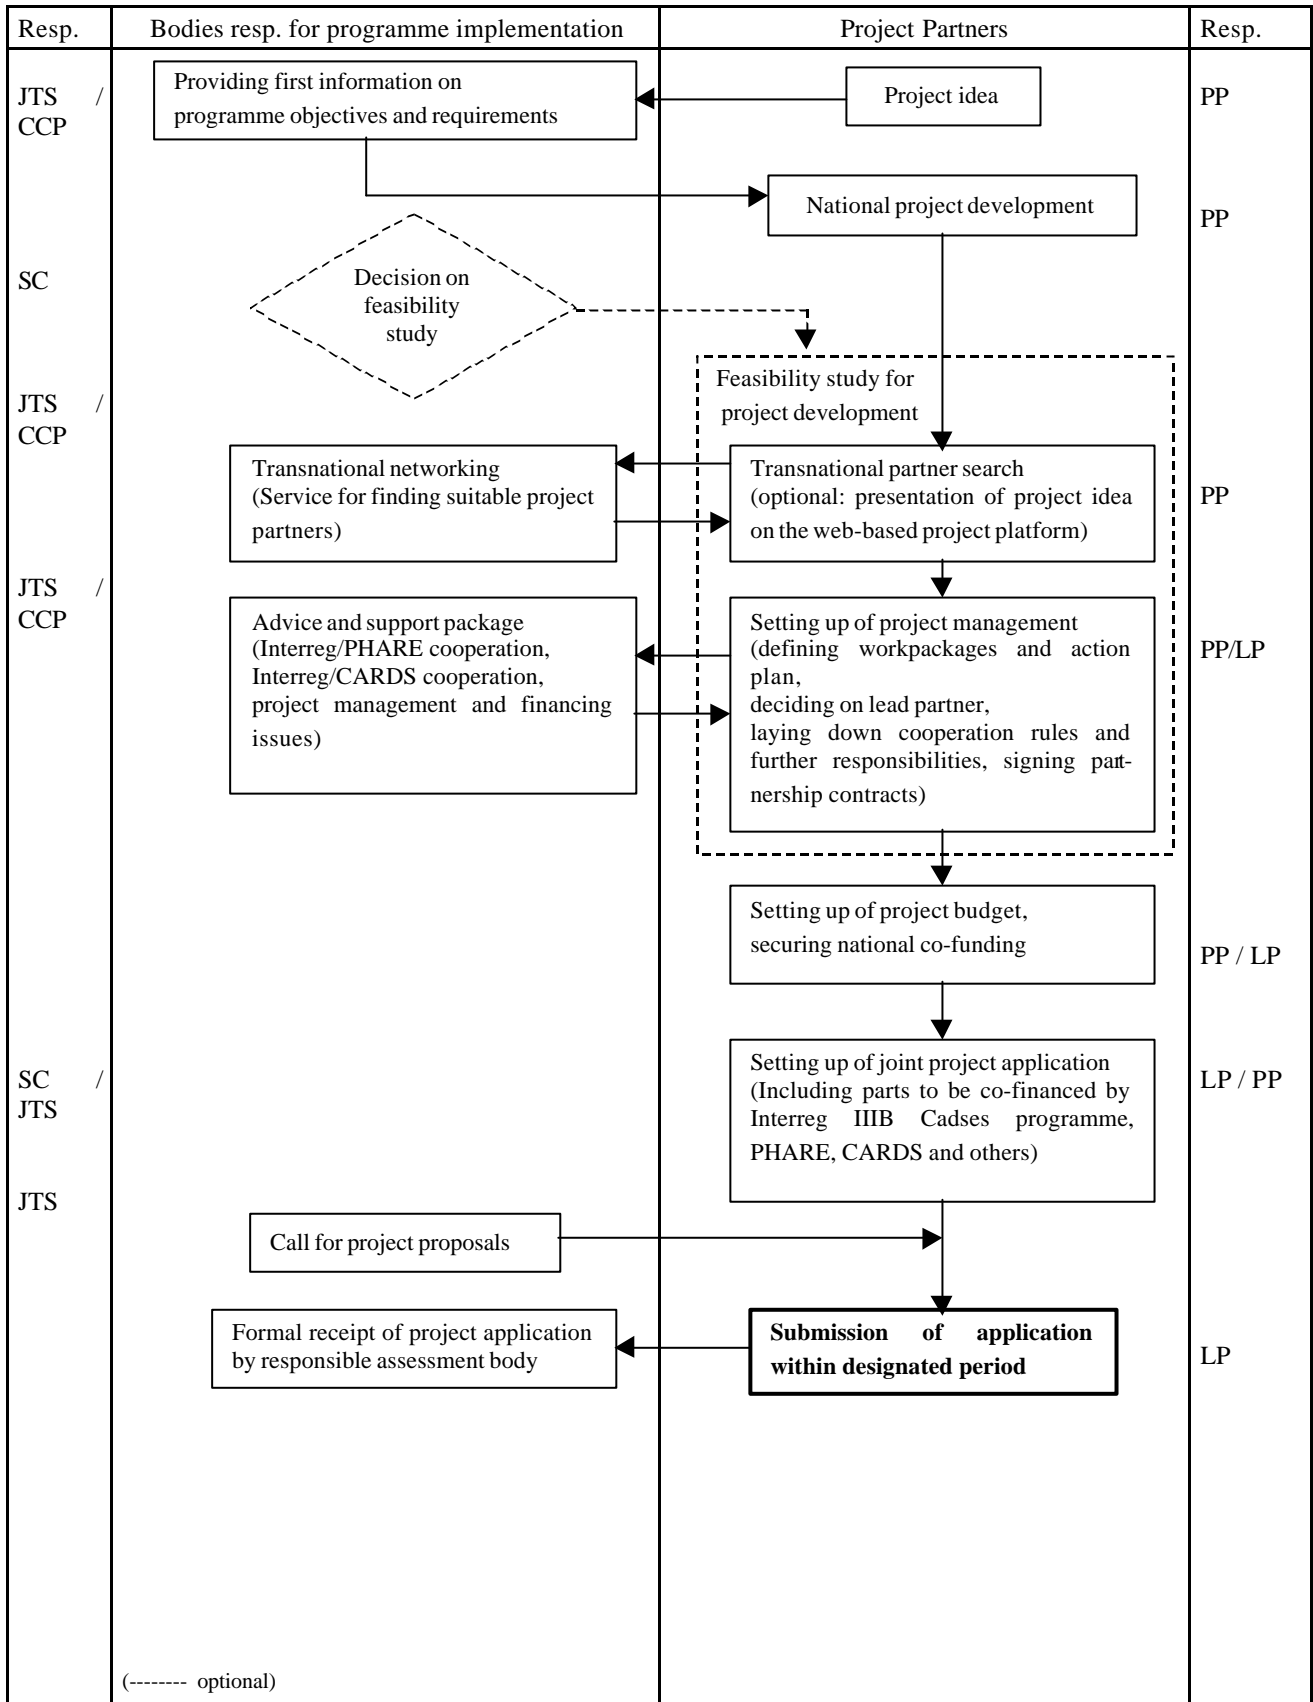 Resp.
Bodies resp. for programme implementation
Project Partners
Resp.
JTS /
CCP
Providing first information on
programme objectives and requirements
Project idea
PP
National project development
PP
SC
Decision on
feasibility
study
Feasibility study for
project development
JTS /
CCP
Transnational networking
(Service for finding suitable project
partners)
Transnational partner search
(optional: presentation of project idea
on the web-based project platform)
PP
JTS /
CCP
Advice and support package
(Interreg/PHARE cooperation,
Interreg/CARDS cooperation,
project management and financing
issues)
Setting up of project management
(defining workpackages and action
plan,
deciding on lead partner,
laying down cooperation rules and
further responsibilities, signing part-
nership contracts)
PP/LP
Setting up of project budget,
securing national co-funding
PP / LP
SC /
JTS
Setting up of joint project application
(Including parts to be co-financed by
Interreg IIIB Cadses programme,
PHARE, CARDS and others)
LP / PP
JTS
Call for project proposals
Formal receipt of project application
by responsible assessment body
Submission of application
within designated period
LP
(-------- optional)